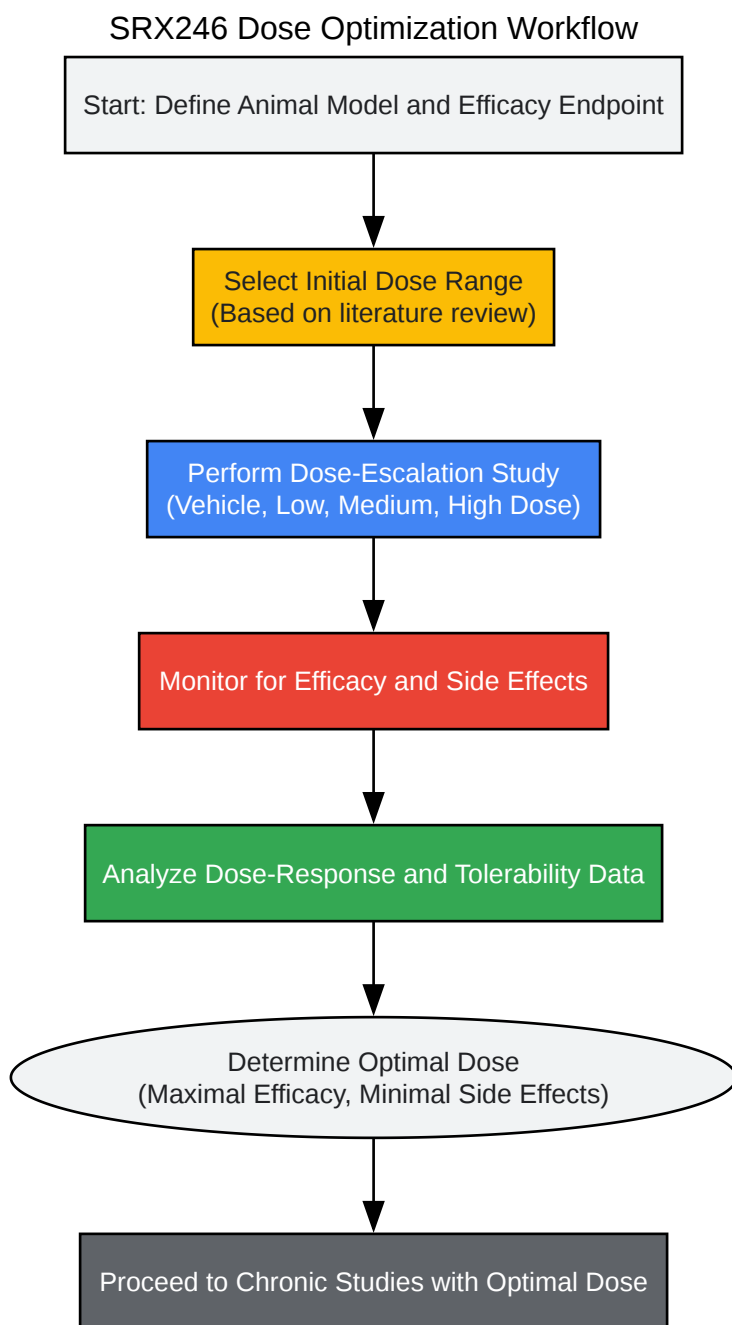 SRX246 Dose Optimization Workflow
Start: Define Animal Model and Efficacy Endpoint
Select Initial Dose Range
(Based on literature review)
Perform Dose-Escalation Study
(Vehicle, Low, Medium, High Dose)
Monitor for Efficacy and Side Effects
Analyze Dose-Response and Tolerability Data
Determine Optimal Dose
(Maximal Efficacy, Minimal Side Effects)
Proceed to Chronic Studies with Optimal Dose